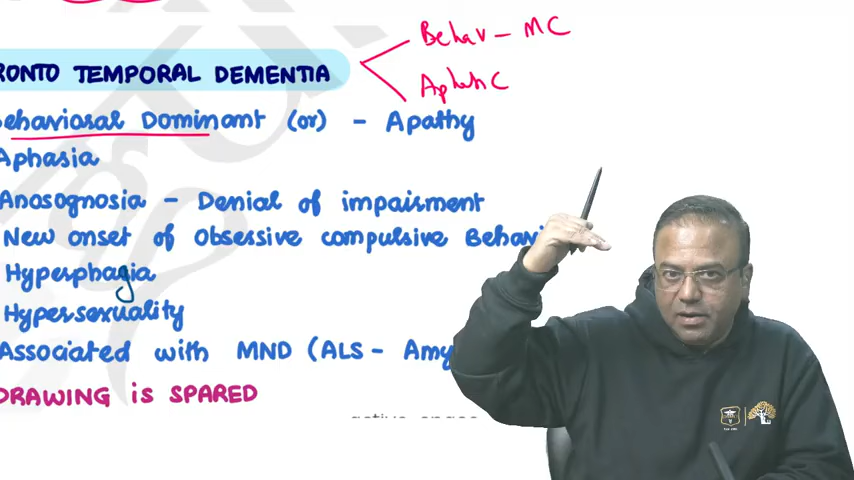 Behav - MC
RONTO TEMPORAL DEMENTIA
Aphasic
ehavioral Dominant (or) - Apathy
Aphasia
Anosognosia - Denial of impairment
New onset of Obsessive compulsive Behavi
Hyperphagia
Hypersexuality
Associated with MND (ALS - Amy
DRAWING is SPARED